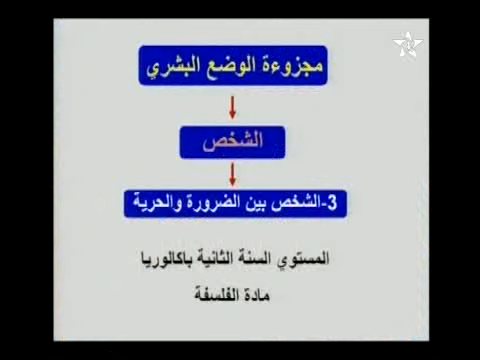 مجزوءة الوضع البشري
الشخص
3-الشخص بين الضرورة والحرية
المستوي السنة الثانية باكالوريا
مادة الفلسفة